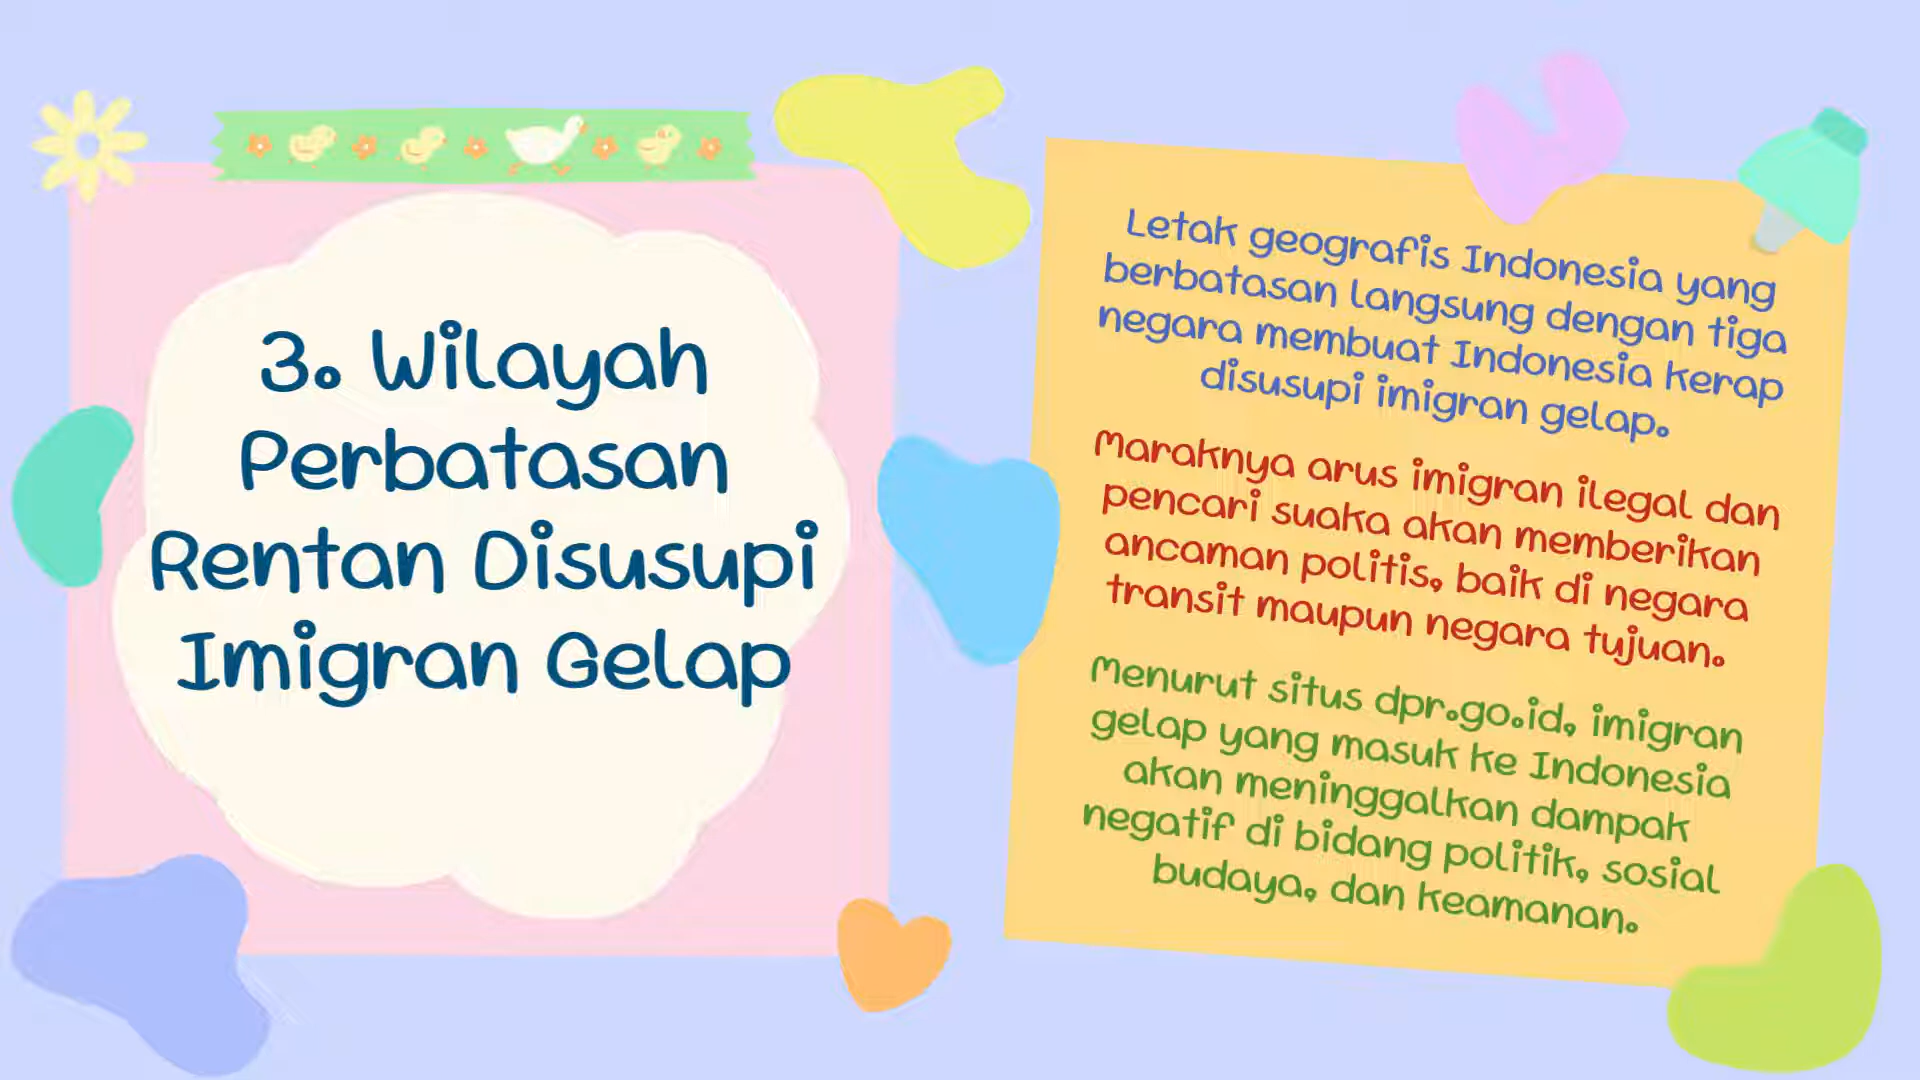 3. Wilayah
Perbatasan
Rentan Disusupi
Imigran Gelap
Letak geografis Indonesia yang
berbatasan langsung dengan tiga
negara membuat Indonesia kerap
disusupi imigran gelap.
Maraknya arus imigran ilegal dan
pencari suaka akan memberikan
ancaman politis, baik di negara
transit maupun negara tujuan.
Menurut situs dpr.go.id, imigran
gelap yang masuk ke Indonesia
akan meninggalkan dampak
negatif di bidang politik, sosial
budaya, dan keamanan.